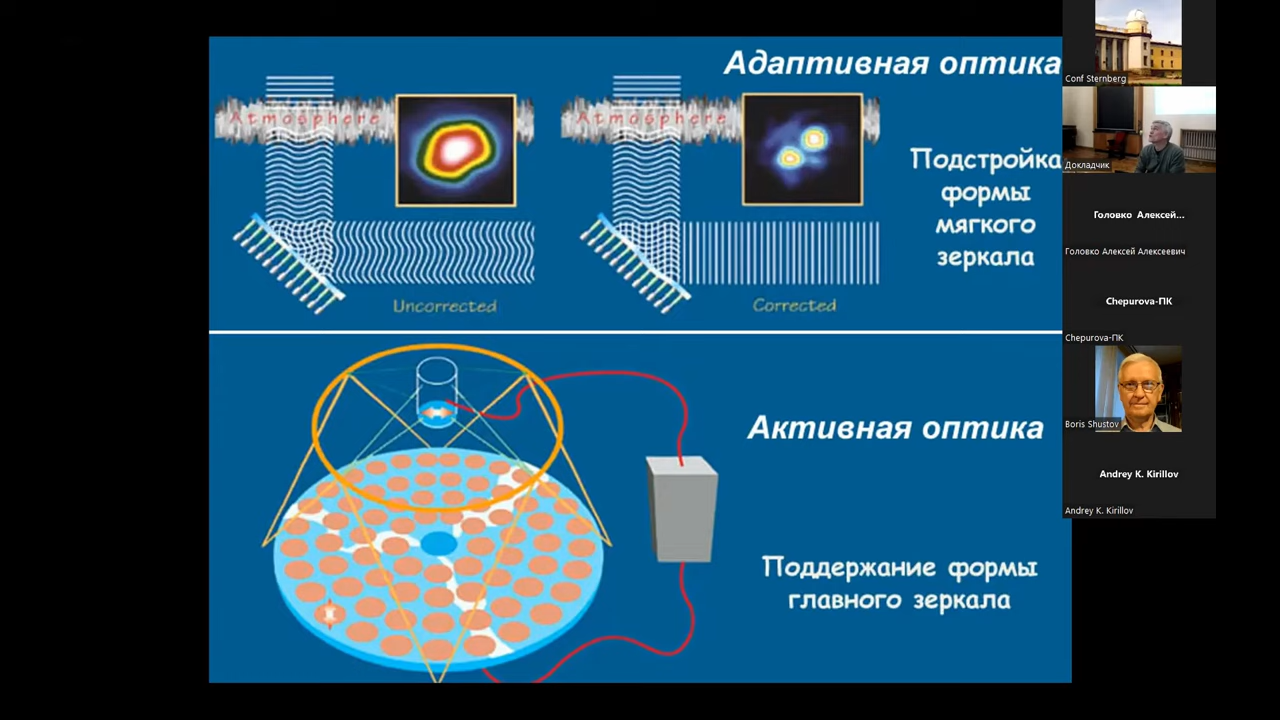 Адаптивная оптика
Atmosphere
Atmosphere
Подстройка
формы
мягкого
зеркала
Uncorrected
Corrected
Активная оптика
Поддержание формы
главного зеркала
Conf Sternberg
Докладчик
Головко Алексей...
Головко Алексей Алексеевич
Chepurova-ПК
Chepurova-ПК
Boris Shustov
Andrey K. Kirillov
Andrey K. Kirillov